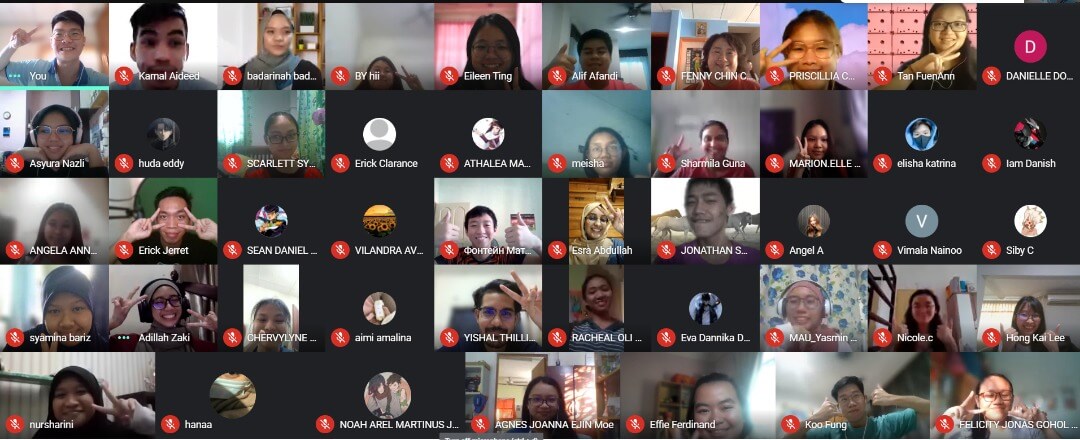 You
Kamal Aideed
badarinah bad...
BY hii
Eileen Ting
Alif Afandi
FENNY CHIN C...
PRISCILLIA C...
Tan FuenAnn
D
DANIELLE DO...
Asyura Nazli
huda eddy
SCARLETT SY...
Erick Clarance
ATHALEA MA...
meisha
Sharmila Guna
MARION.ELLE ...
elisha katrina
Iam Danish
ANGELA ANN...
Erick Jerret
SEAN DANIEL ...
VILANDRA AV...
Фонтейн Мат...
Esra Abdullah
JONATHAN S...
Angel A
V
Vimala Nainoo
Siby C
syamina bariz
Adillah Zaki
CHERVYLYNE ...
aimi amalina
YISHAL THILLI...
RACHEAL OLI ...
Eva Dannika D...
MAU_Yasmin ...
Nicole.c
Hong Kai Lee
nursharini
hanaa
NOAH AREL MARTINUS J...
AGNES JOANNA EJIN Moe
Effie Ferdinand
Koo Fung
FELICITY JONAS GOHOL ...